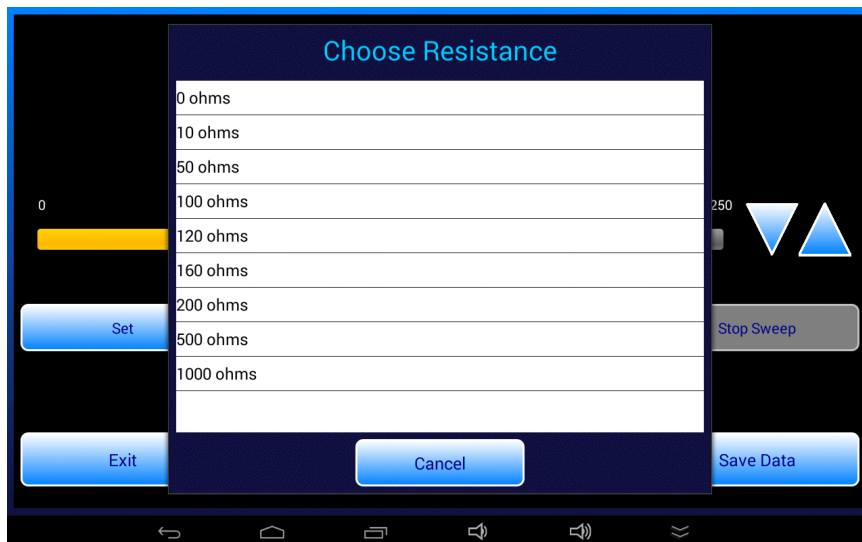 Choose Resistance
0 ohms
10 ohms
50 ohms
100 ohms
120 ohms
160 ohms
200 ohms
500 ohms
1000 ohms
0
250
Set
Stop Sweep
Exit
Cancel
Save Data